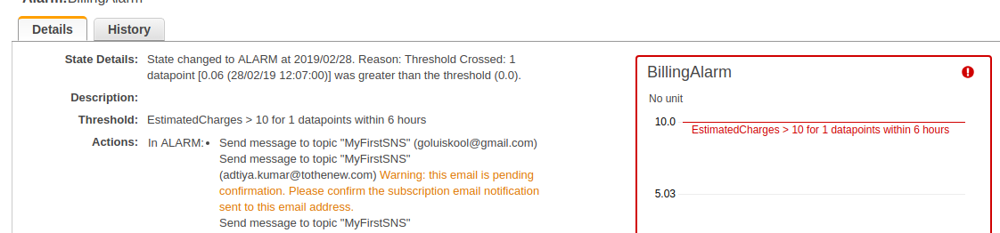 Alarm:BillingAlarm
Details
History
State Details: State changed to ALARM at 2019/02/28. Reason: Threshold Crossed: 1
datapoint [0.06 (28/02/19 12:07:00)] was greater than the threshold (0.0).
Description:
Threshold: EstimatedCharges > 10 for 1 datapoints within 6 hours
Actions: In ALARM: • Send message to topic "MyFirstSNS" (goluiskool@gmail.com)
Send message to topic "MyFirstSNS"
(adtiya.kumar@tothenew.com) Warning: this email is pending
confirmation. Please confirm the subscription email notification
sent to this email address.
Send message to topic "MyFirstSNS"
BillingAlarm
No unit
10.0
EstimatedCharges > 10 for 1 datapoints within 6 hours
5.03